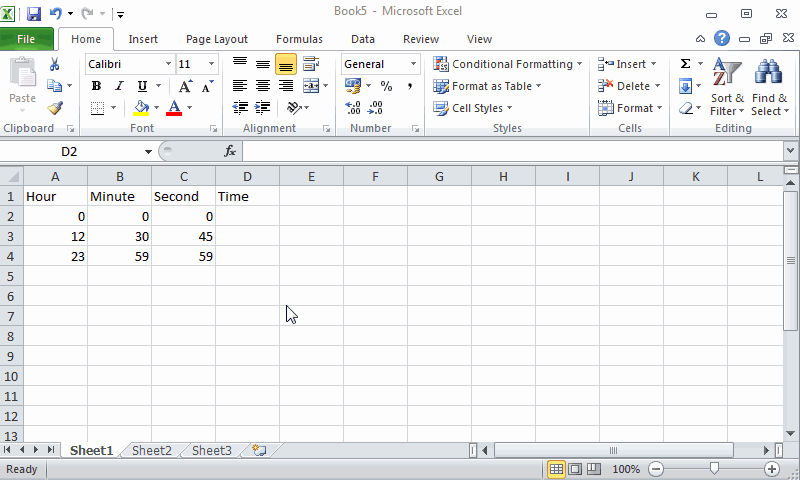 Book5 - Microsoft Excel
File Home Insert Page Layout Formulas Data Review View
Calibri 11 General Conditional Formatting Insert Σ
Paste B I U A A $ % , Format as Table Delete Sort & Filter Find & Select
A .0 .00 .00 .0 Cell Styles Format
Clipboard Font Alignment Number Styles Cells Editing
D2 fx
A B C D E F G H I J K L
1 Hour Minute Second Time
2 0 0 0
3 12 30 45
4 23 59 59
5
6
7
8
9
10
11
12
13
Sheet1 Sheet2 Sheet3
Ready 100%